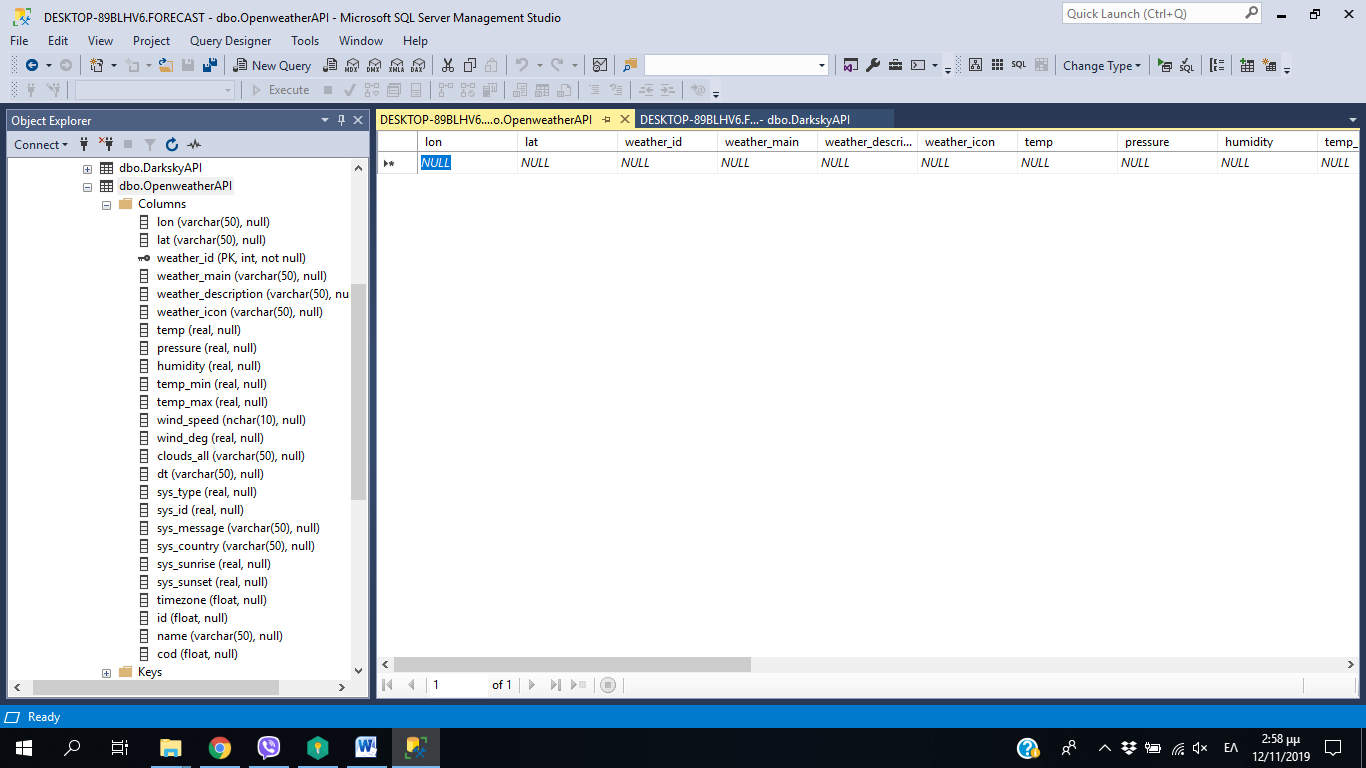 DESKTOP-89BLHV6.FORECAST - dbo.OpenweatherAPI - Microsoft SQL Server Management Studio
Quick Launch (Ctrl+Q)
File Edit View Project Query Designer Tools Window Help
New Query MDX DMX XMLA DAX SQL Change Type SQL
Execute
Object Explorer
Connect
dbo.DarkskyAPI
dbo.OpenweatherAPI
Columns
lon (varchar(50), null)
lat (varchar(50), null)
weather_id (PK, int, not null)
weather_main (varchar(50), null)
weather_description (varchar(50), nu
weather_icon (varchar(50), null)
temp (real, null)
pressure (real, null)
humidity (real, null)
temp_min (real, null)
temp_max (real, null)
wind_speed (nchar(10), null)
wind_deg (real, null)
clouds_all (varchar(50), null)
dt (varchar(50), null)
sys_type (real, null)
sys_id (real, null)
sys_message (varchar(50), null)
sys_country (varchar(50), null)
sys_sunrise (real, null)
sys_sunset (real, null)
timezone (float, null)
id (float, null)
name (varchar(50), null)
cod (float, null)
Keys
DESKTOP-89BLHV6....o.OpenweatherAPI DESKTOP-89BLHV6.F...- dbo.DarkskyAPI
lon lat weather_id weather_main weather_descri... weather_icon temp pressure humidity temp_
NULL NULL NULL NULL NULL NULL NULL NULL NULL NULL
1 of 1
Ready
ΕΛ
2:58 μμ
12/11/2019